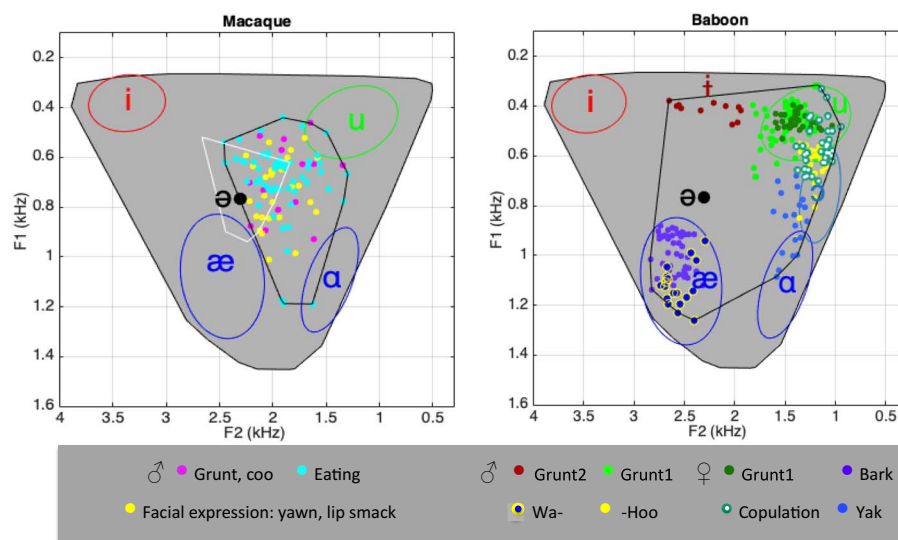 Macaque
0.2
0.4
0.6
0.8
1
1.2
1.4
1.6
F1 (kHz)
i
u
ə
æ
ɑ
4
3.5
3
2.5
2
1.5
1
0.5
F2 (kHz)
Baboon
0.2
0.4
0.6
0.8
1
1.2
1.4
1.6
F1 (kHz)
i
ɨ
u
ə
ɔ
æ
ɑ
4
3.5
3
2.5
2
1.5
1
0.5
F2 (kHz)
♂ Grunt, coo Eating
Facial expression: yawn, lip smack
♂ Grunt2 Grunt1 ♀ Grunt1 Bark
Wa- -Hoo Copulation Yak